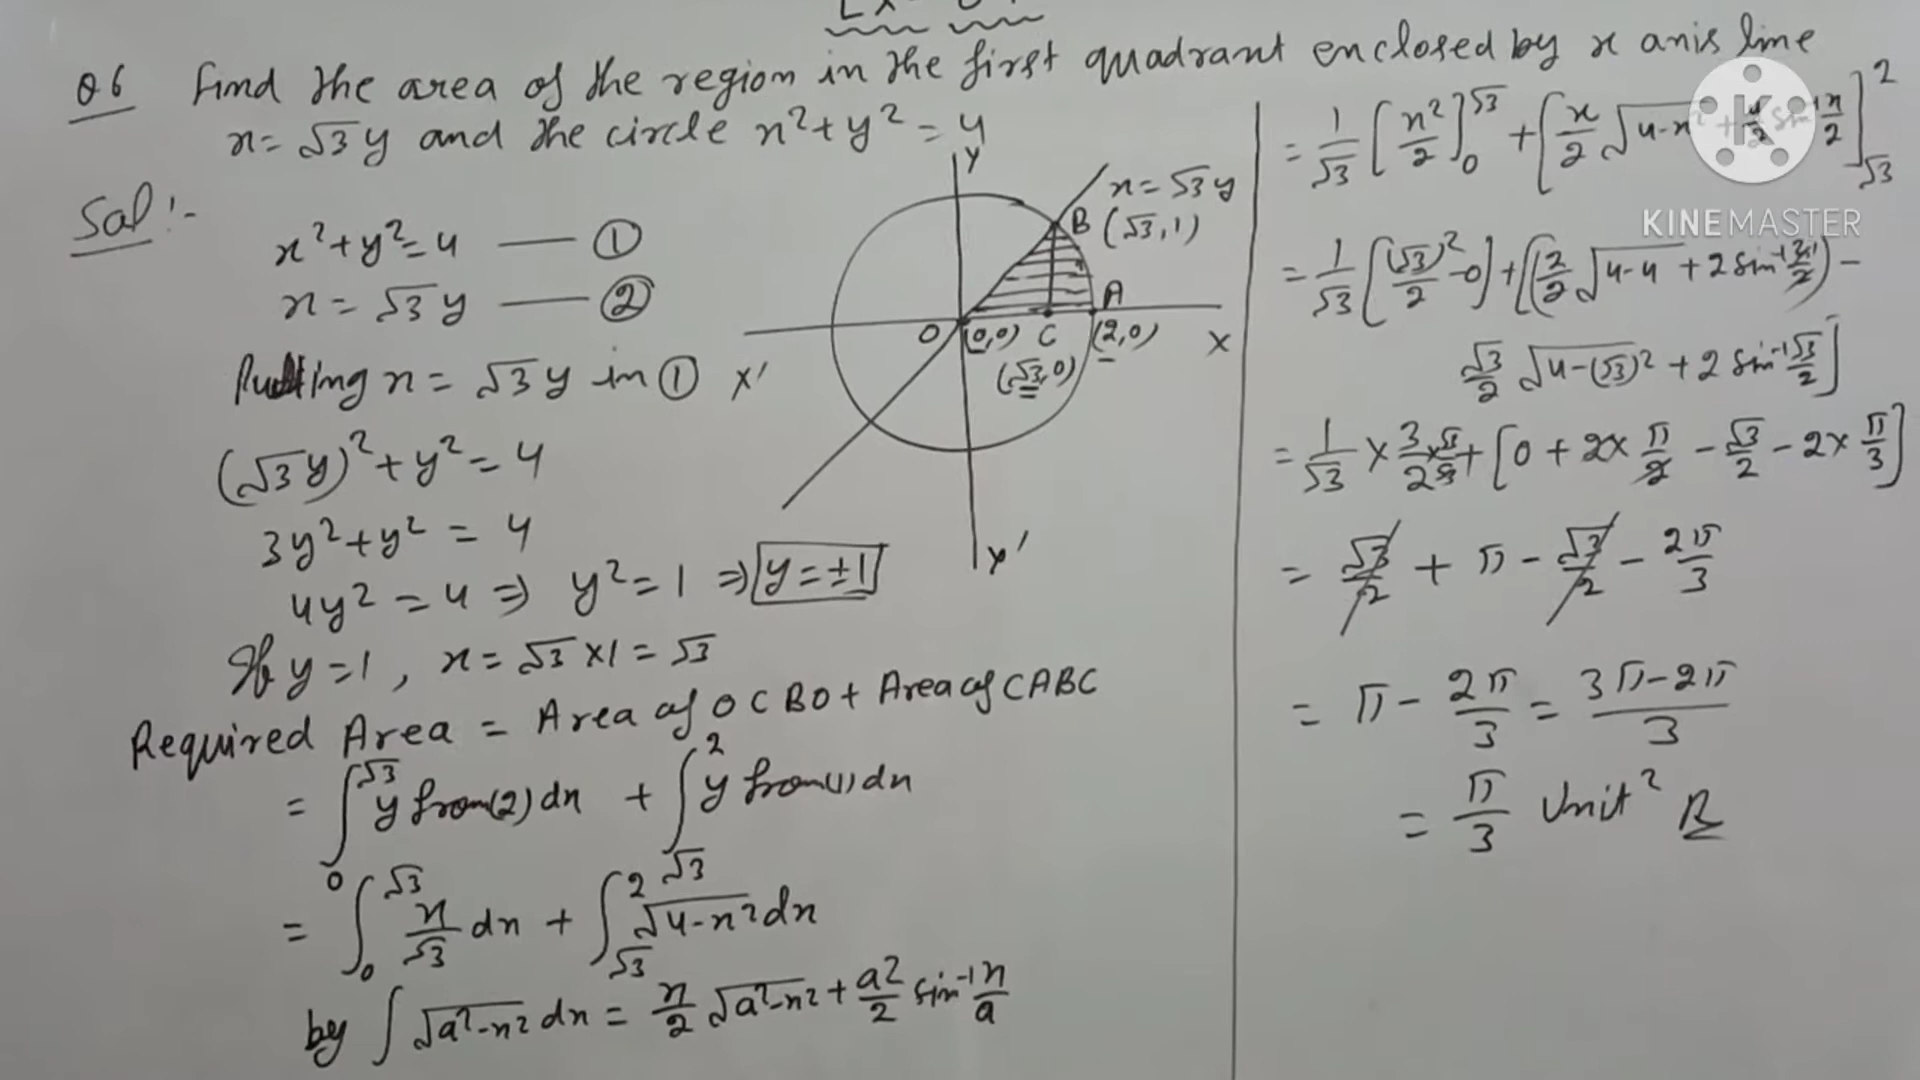 Q6 Find the area of the region in the first quadrant enclosed by x axis line
x = √3 y and the circle x² + y² = 4
Sol :-
x² + y² = 4 — ①
x = √3 y — ②
Putting x = √3 y in ①
(√3 y)² + y² = 4
3y² + y² = 4
4y² = 4 ⇒ y² = 1 ⇒ y = ±1
If y = 1, x = √3 × 1 = √3
Required Area = Area of OCBO + Area of CABC
= ∫₀^√3 y from (2) dx + ∫_√3^2 y from (1) dx
= ∫₀^√3 x/√3 dx + ∫_√3^2 √(4-x²) dx
by ∫ √(a²-x²) dx = x/2 √(a²-x²) + a²/2 sin⁻¹ x/a
Y
x = √3 y
B (√3, 1)
A
O (0,0) C (2,0) X
X'
(√3, 0)
Y'
= 1/√3 [x²/2]₀^√3 + [x/2 √(4-x²) + 4/2 sin⁻¹ x/2]_√3^2
K
KINEMASTER
= 1/√3 [(√3)²/2 - 0] + [(2/2 √(4-4) + 2 sin⁻¹ 2/2) -
√3/2 √(4-(√3)²) + 2 sin⁻¹ √3/2]
= 1/√3 × 3/2 × √3/√3 + [0 + 2 × π/2 - √3/2 - 2 × π/3]
= √3/2 + π - √3/2 - 2π/3
= π - 2π/3 = (3π - 2π)/3
= π/3 Unit²